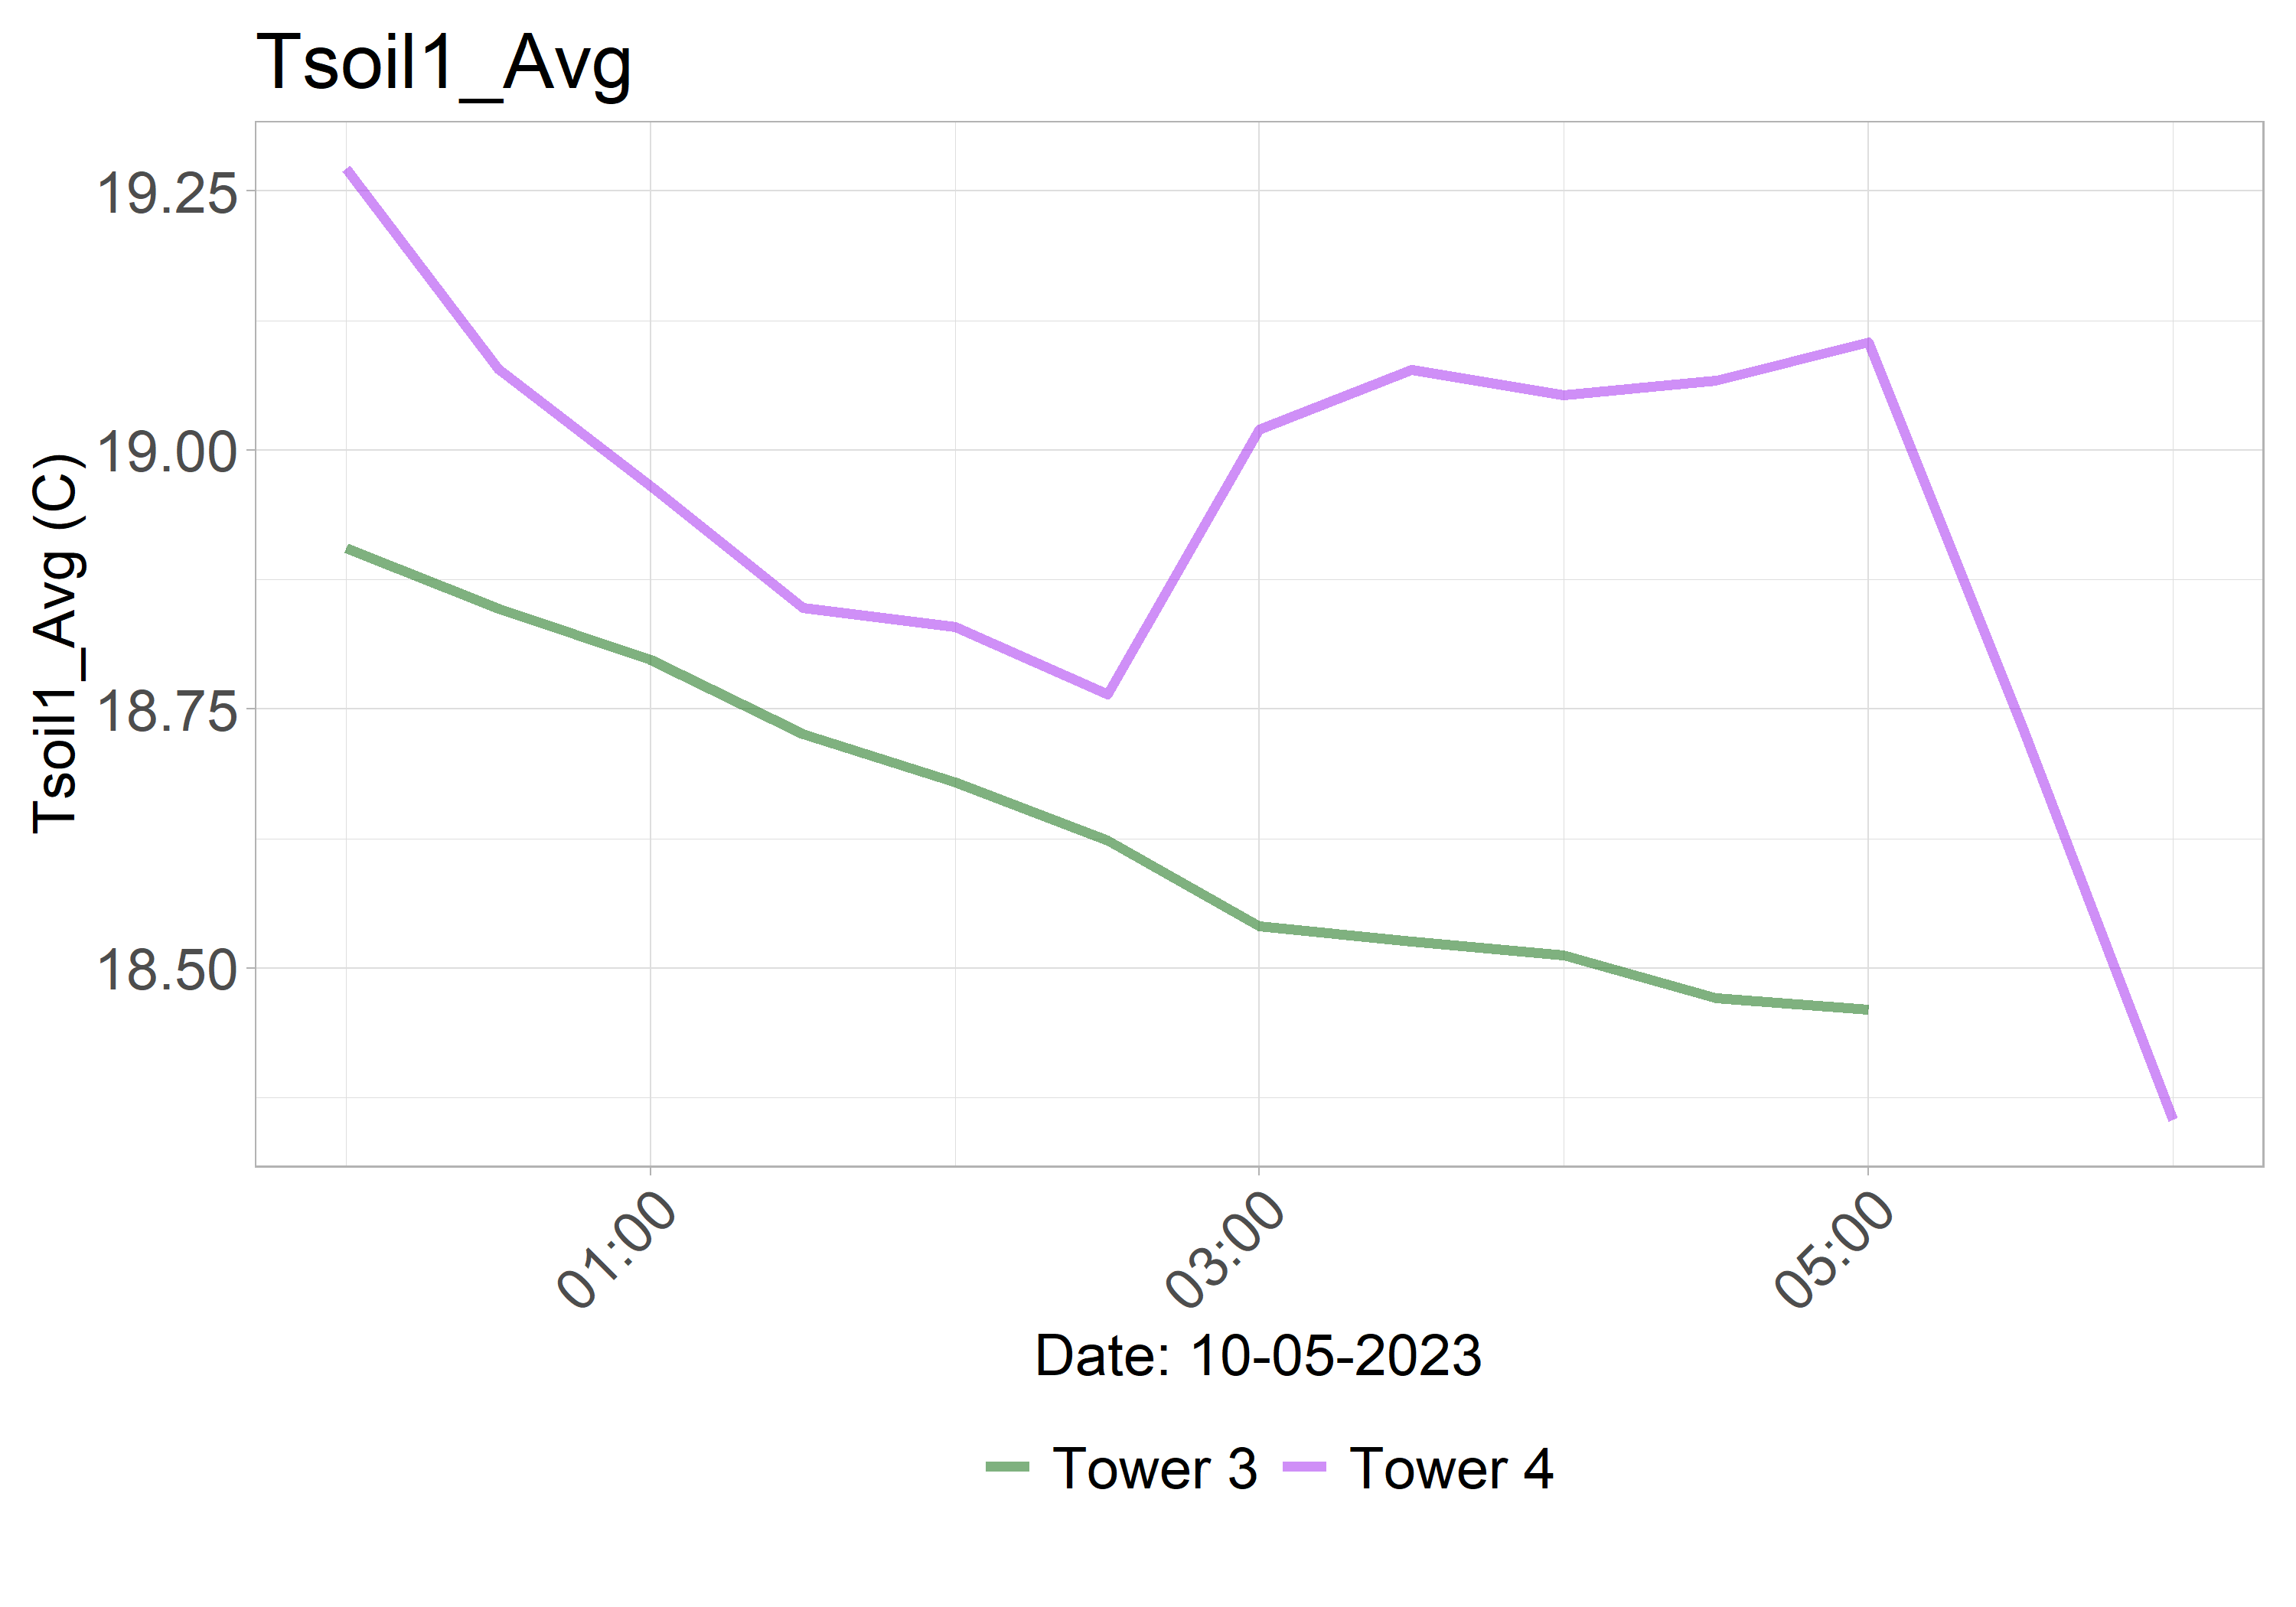 Tsoil1_Avg
Tsoil1_Avg (C)
19.25
19.00
18.75
18.50
01:00
03:00
05:00
Date: 10-05-2023
Tower 3
Tower 4